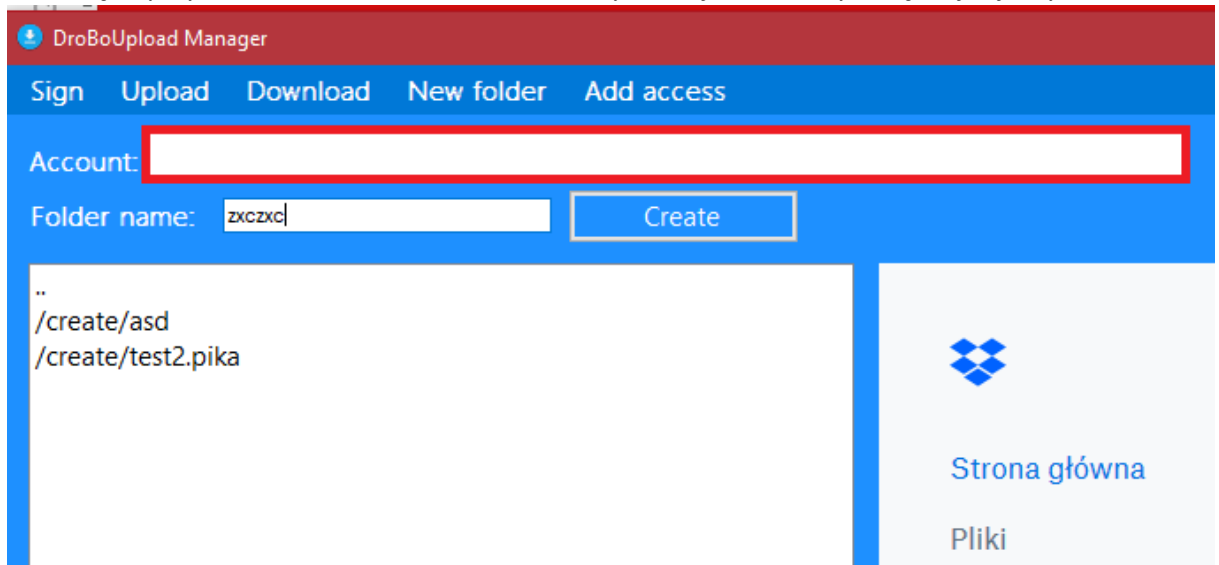 DroBoUpload Manager
Sign Upload Download New folder Add access
Account:
Folder name: zxczxc Create
..
/create/asd
/create/test2.pika
Strona główna
Pliki